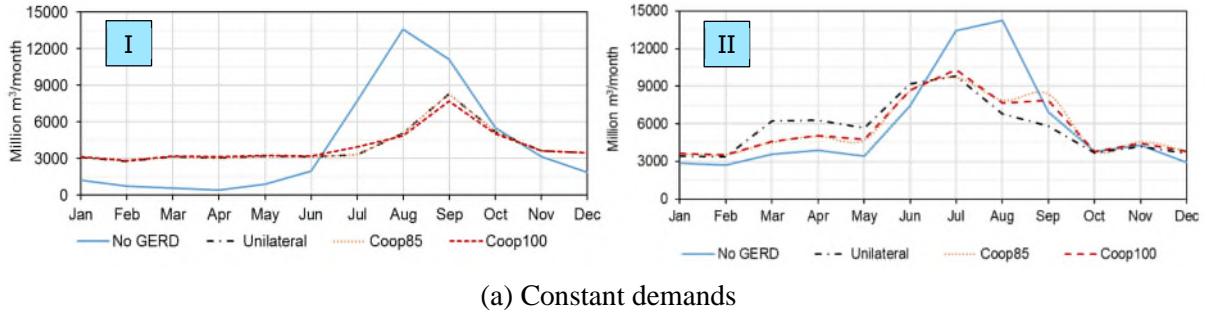 I
Million m³/month
15000
12000
9000
6000
3000
0
Jan Feb Mar Apr May Jun Jul Aug Sep Oct Nov Dec
No GERD Unilateral Coop85 Coop100
II
Million m³/month
15000
12000
9000
6000
3000
0
Jan Feb Mar Apr May Jun Jul Aug Sep Oct Nov Dec
No GERD Unilateral Coop85 Coop100
(a) Constant demands